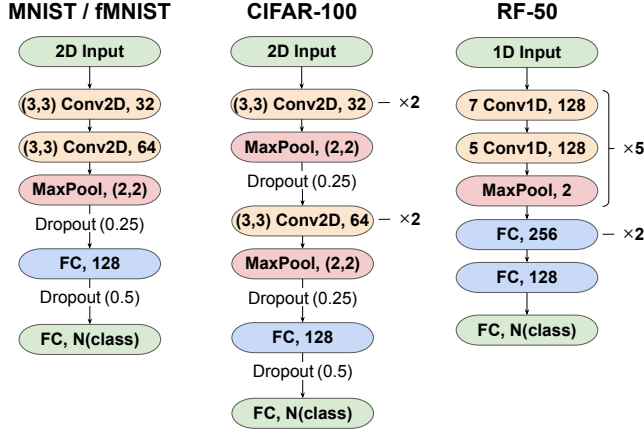 MNIST / fMNIST
2D Input
(3,3) Conv2D, 32
(3,3) Conv2D, 64
MaxPool, (2,2)
Dropout (0.25)
FC, 128
Dropout (0.5)
FC, N(class)
CIFAR-100
2D Input
(3,3) Conv2D, 32
×2
MaxPool, (2,2)
Dropout (0.25)
(3,3) Conv2D, 64
×2
MaxPool, (2,2)
Dropout (0.25)
FC, 128
Dropout (0.5)
FC, N(class)
RF-50
1D Input
7 Conv1D, 128
5 Conv1D, 128
×5
MaxPool, 2
FC, 256
×2
FC, 128
FC, N(class)